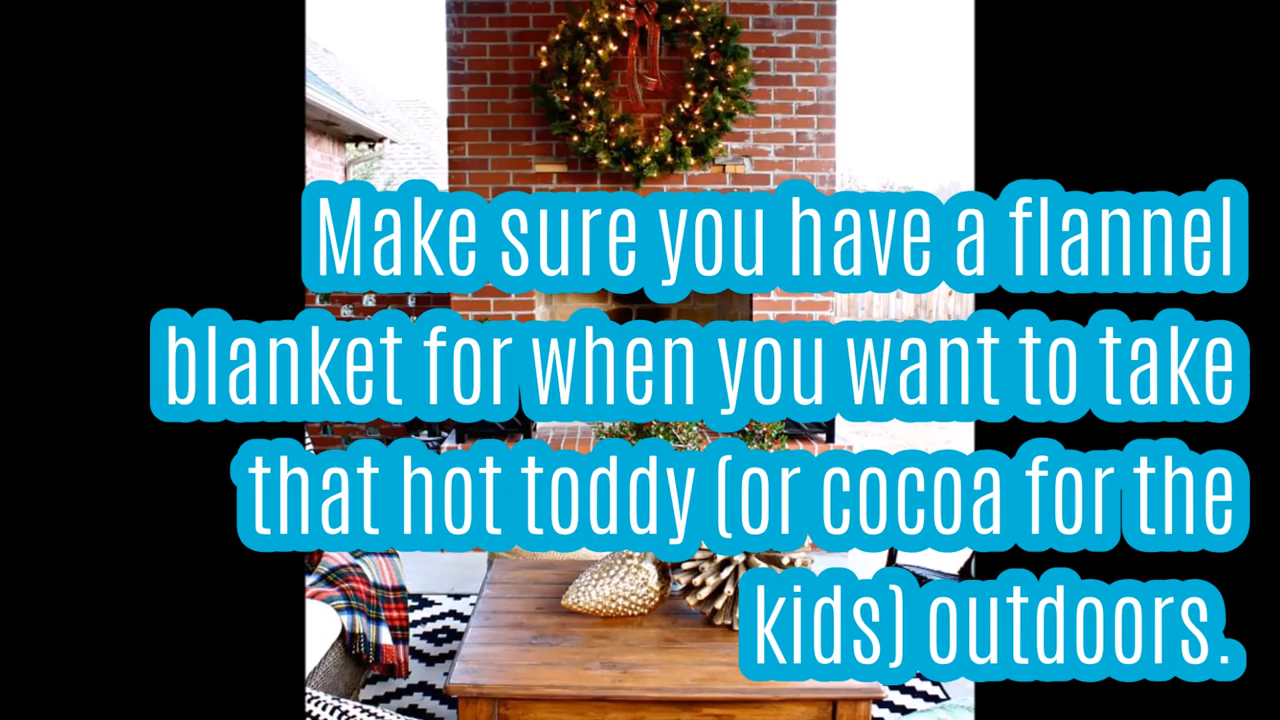 Make sure you have a flannel
blanket for when you want to take
that hot toddy (or cocoa for the
kids) outdoors.